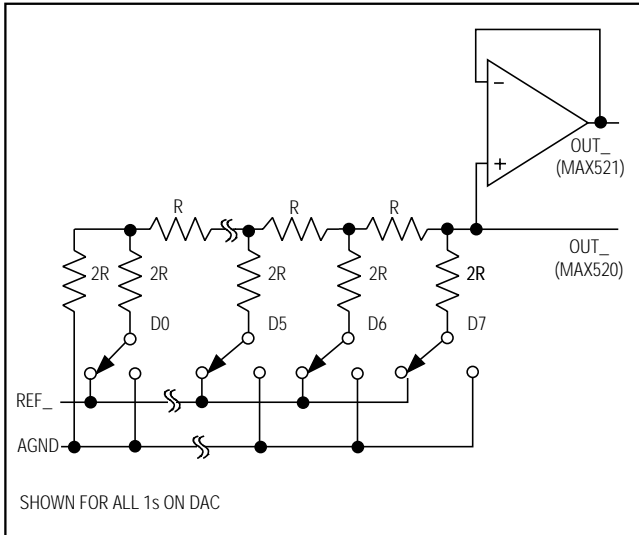 −
+
OUT_
(MAX521)
R R R
OUT_
(MAX520)
2R 2R 2R 2R 2R
D0 D5 D6 D7
REF_
AGND
SHOWN FOR ALL 1s ON DAC